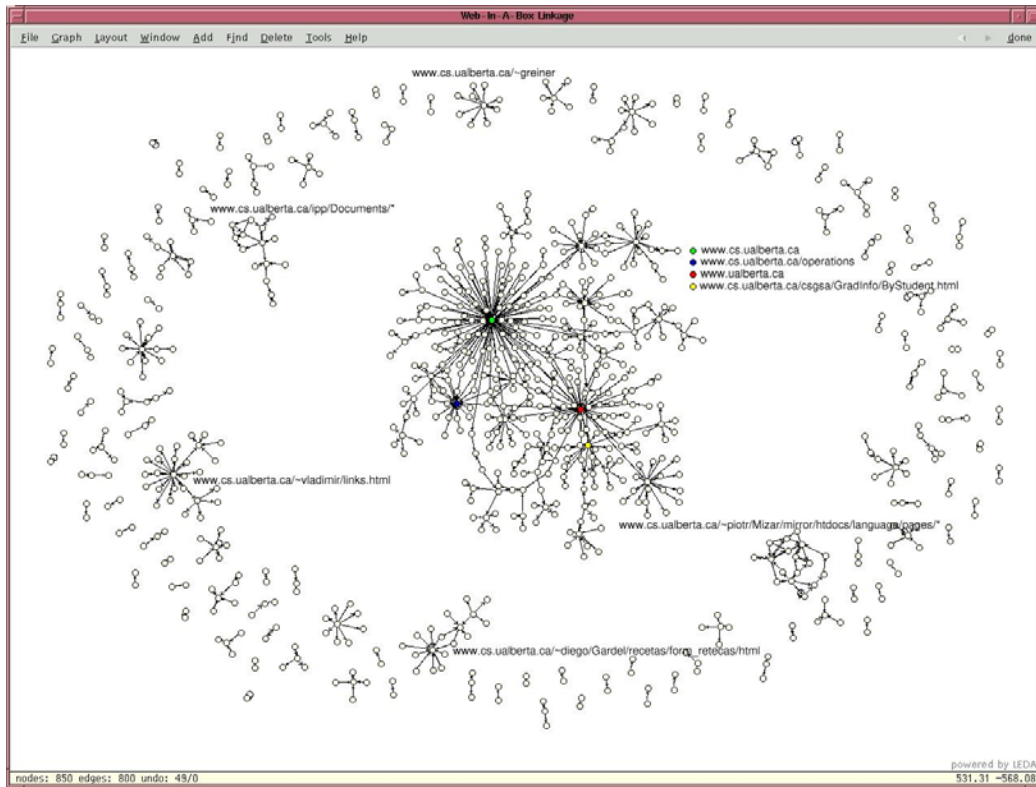 Web-In-A-Box Linkage
File Graph Layout Window Add Find Delete Tools Help done
www.cs.ualberta.ca/~greiner
www.cs.ualberta.ca/ipp/Documents/*
www.cs.ualberta.ca
www.cs.ualberta.ca/operations
www.ualberta.ca
www.cs.ualberta.ca/csgsa/GradInfo/ByStudent.html
www.cs.ualberta.ca/~vladimir/links.html
www.cs.ualberta.ca/~piotr/Mizar/mirror/htdocs/language/pages/*
www.cs.ualberta.ca/~diego/Gardel/recetas/form_retecas/html
powered by LEDA
nodes: 850 edges: 800 undo: 49/0 531.31 -568.08